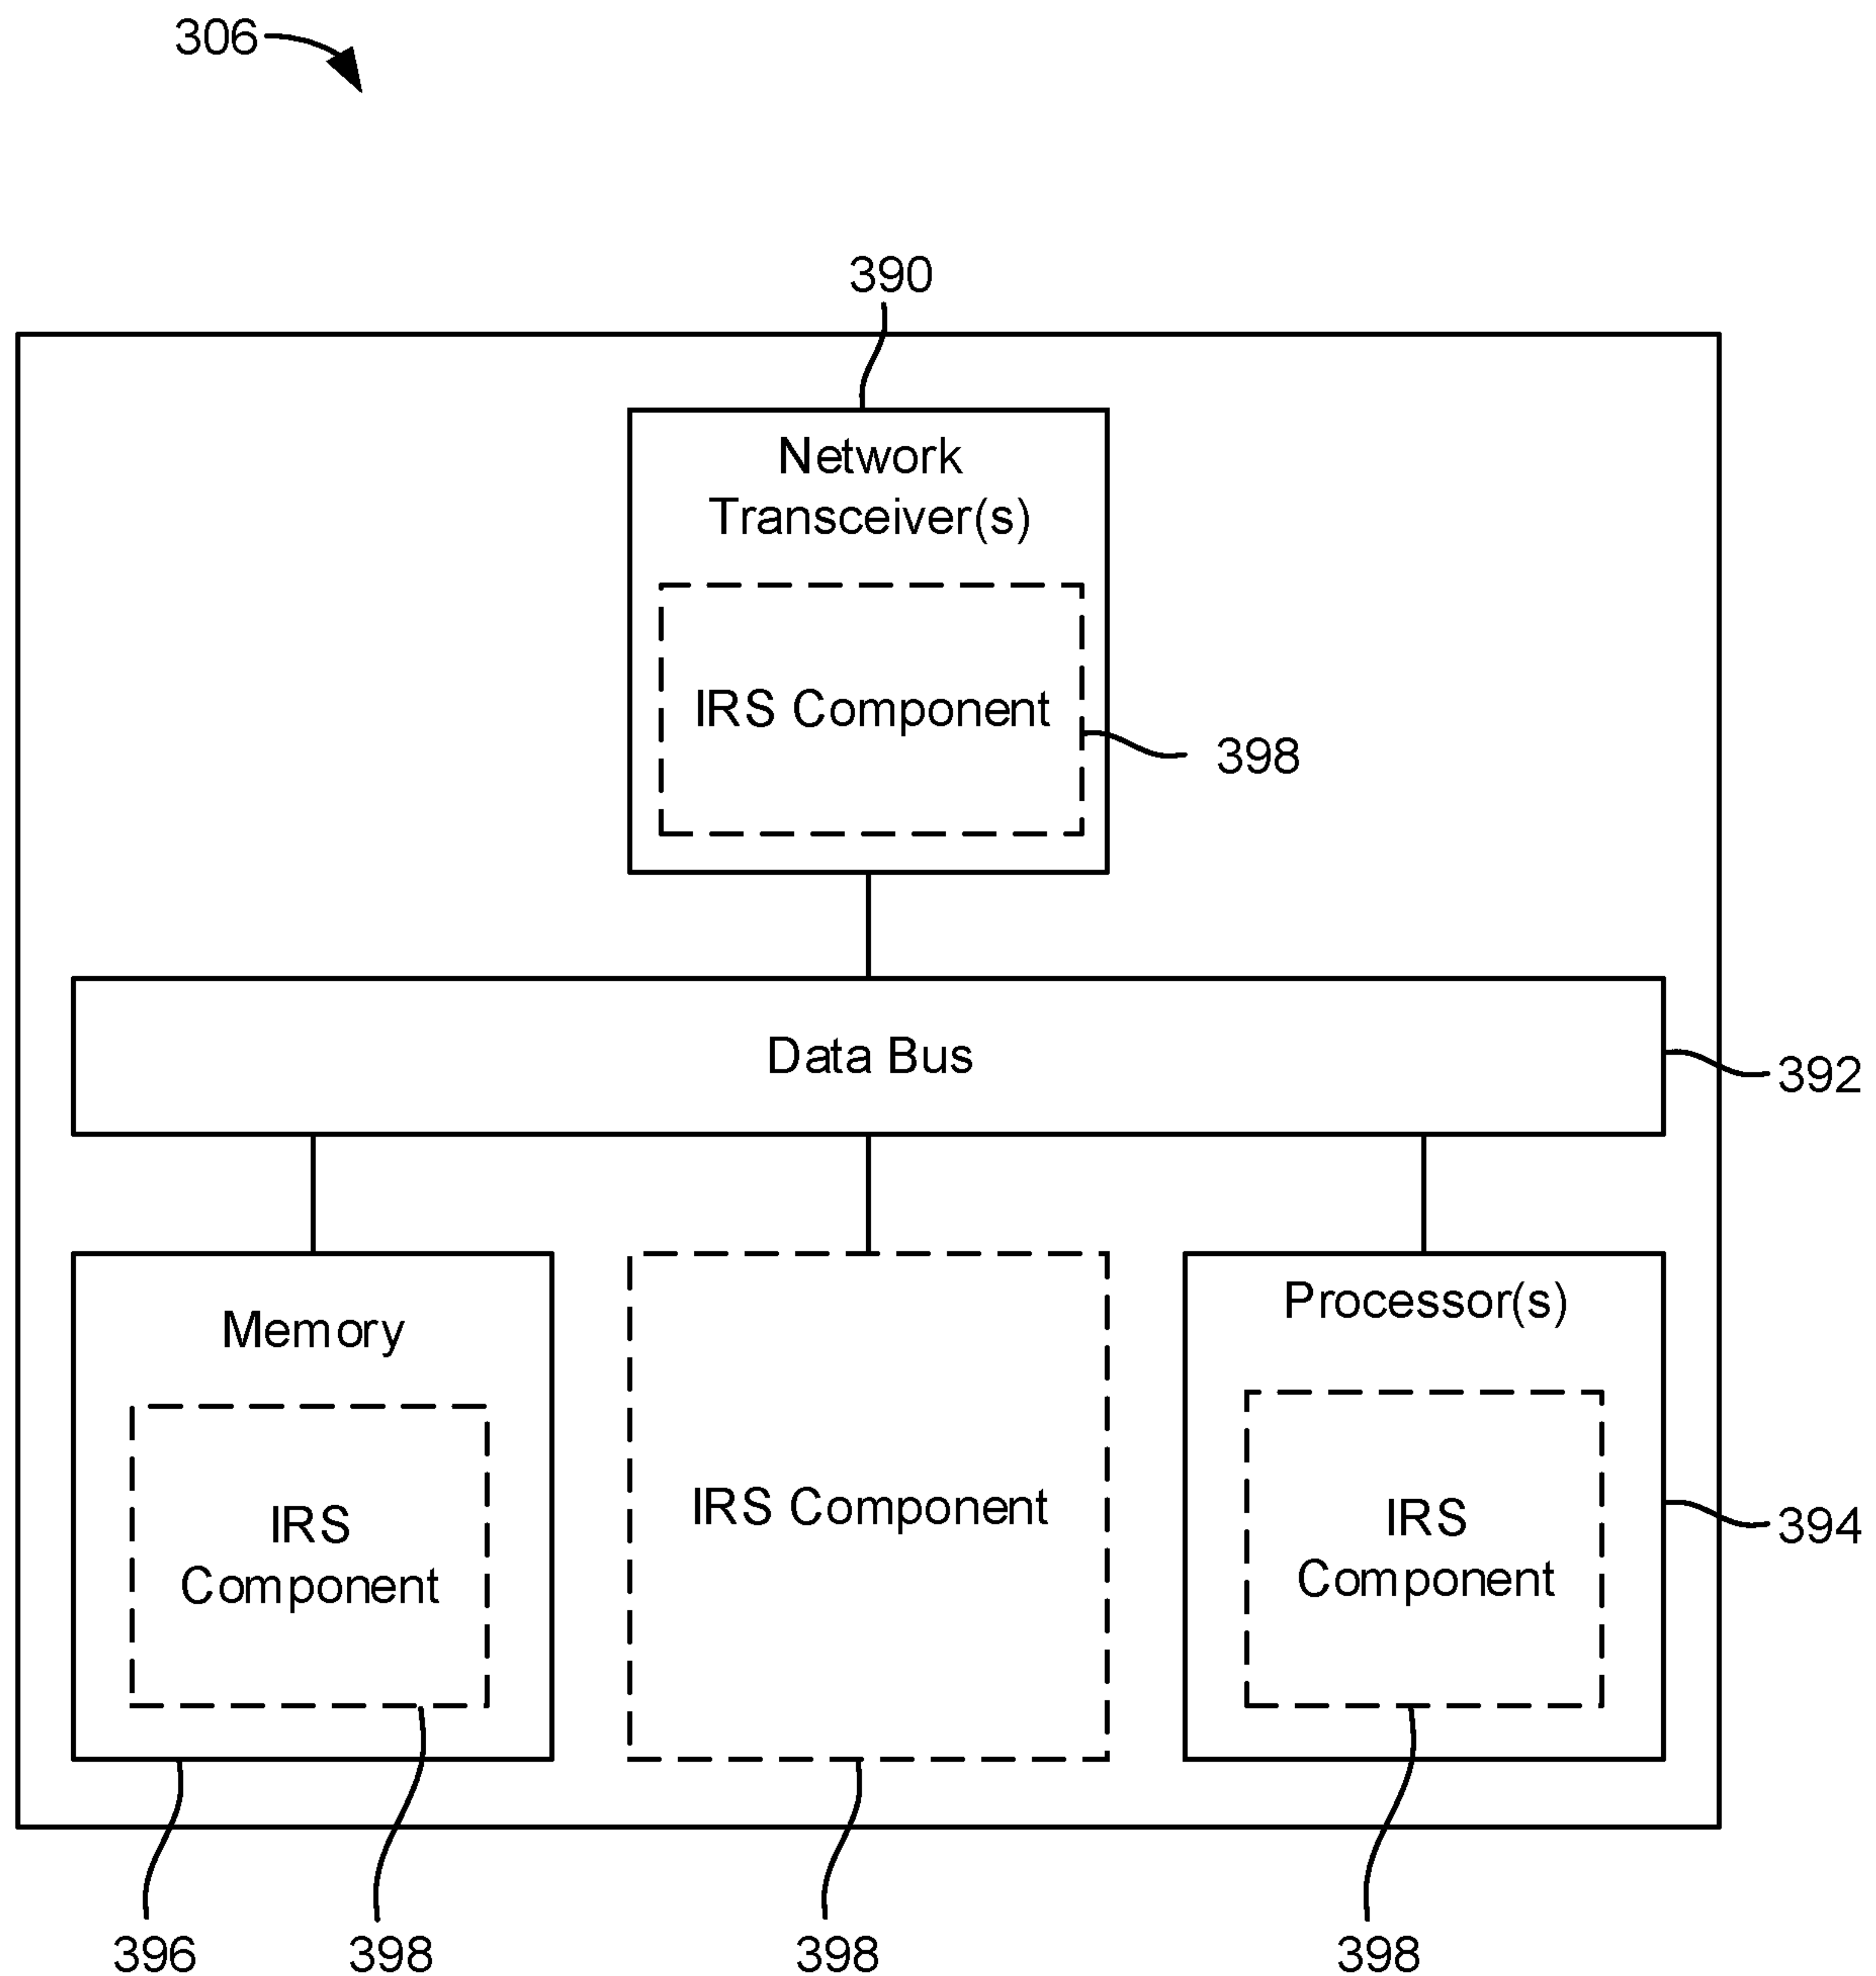 306
390
Network
Transceiver(s)
IRS Component
398
Data Bus
392
Memory
IRS
Component
IRS Component
Processor(s)
IRS
Component
394
396
398
398
398